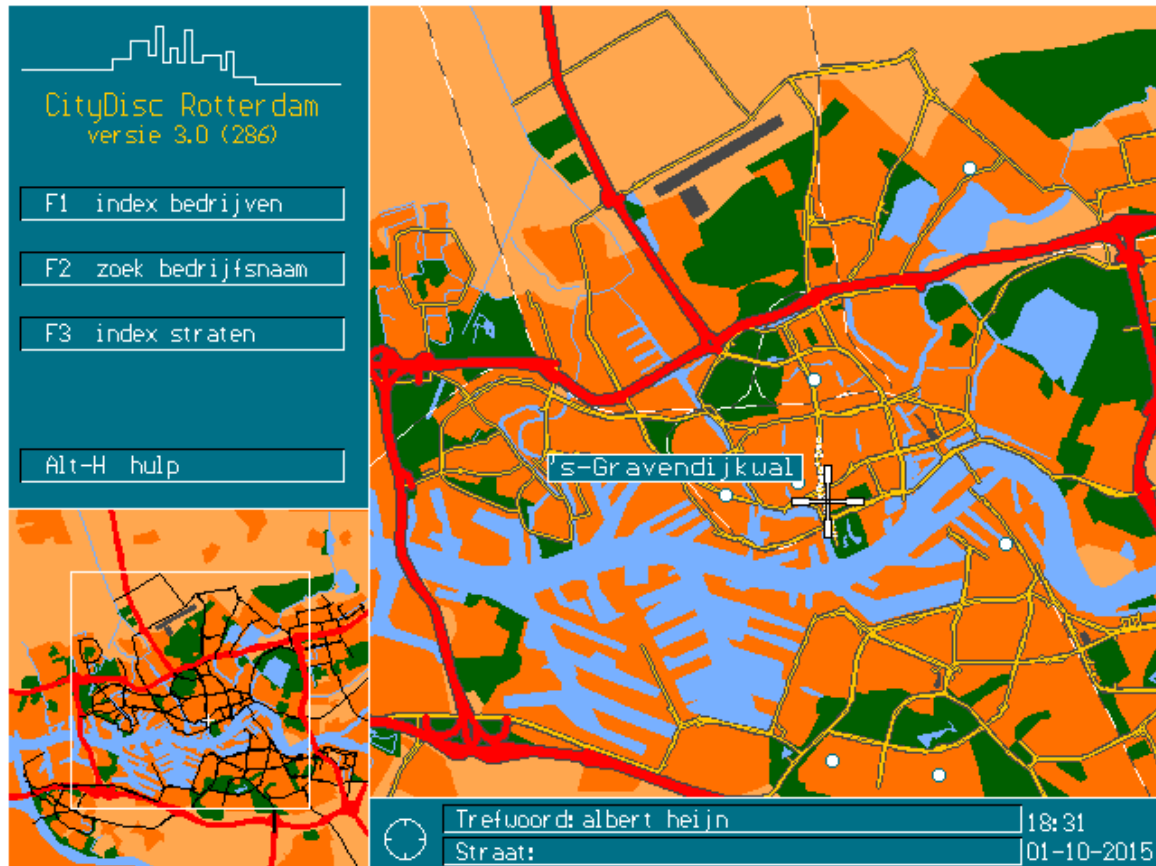 CityDisc Rotterdam
versie 3.0 (286)
F1 index bedrijven
F2 zoek bedrijfsnaam
F3 index straten
Alt-H hulp
's-Gravendijkwal
Trefwoord: albert heijn
18:31
Straat:
01-10-2015